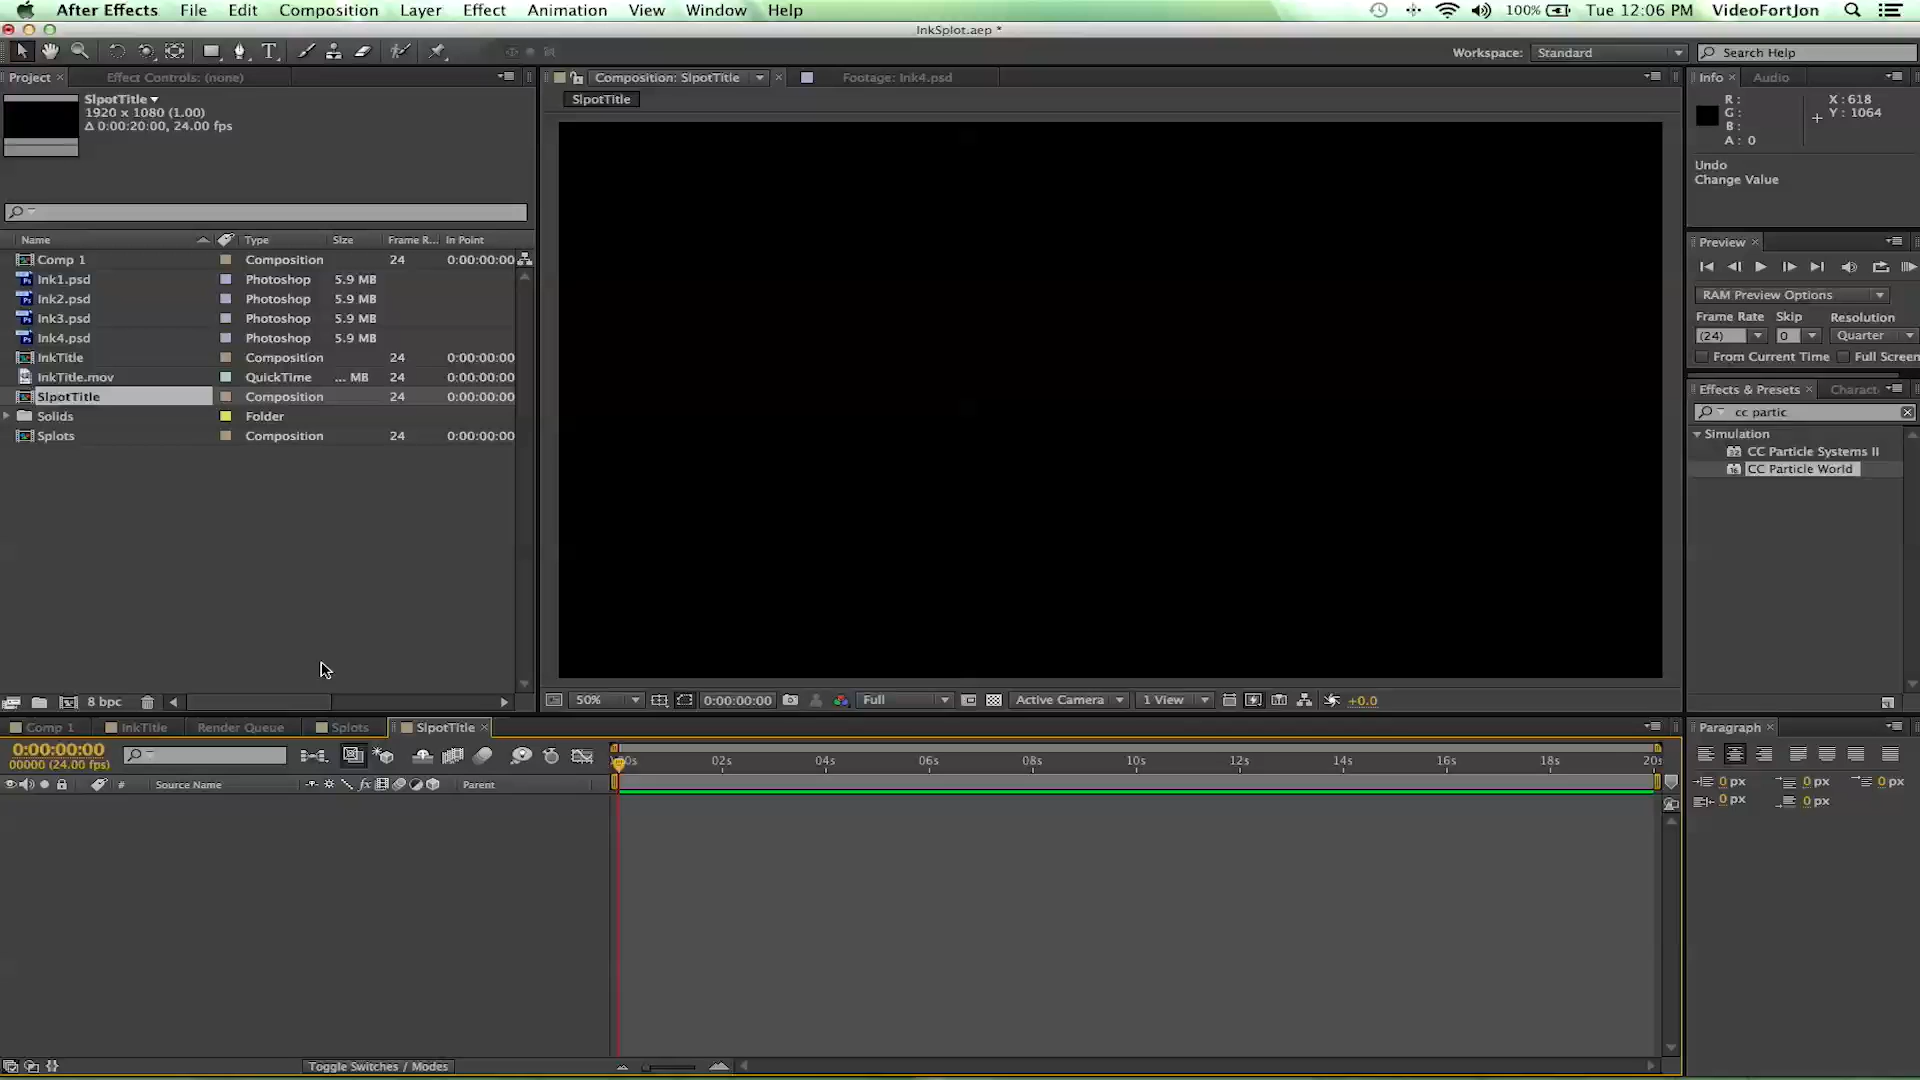 After Effects File Edit Composition Layer Effect Animation View Window Help 100% Tue 12:06 PM VideoFortJon
InkSplot.aep *
Workspace: Standard Search Help
Project Effect Controls: (none) Composition: SlpotTitle Footage: Ink4.psd Info Audio
SlpotTitle
1920 x 1080 (1.00)
Δ 0:00:20:00, 24.00 fps
SlpotTitle
R: X: 618
G: Y: 1064
B:
A: 0
Undo
Change Value
Name Type Size Frame R... In Point
Comp 1 Composition 24 0:00:00:00
Ink1.psd Photoshop 5.9 MB
Ink2.psd Photoshop 5.9 MB
Ink3.psd Photoshop 5.9 MB
Ink4.psd Photoshop 5.9 MB
InkTitle Composition 24 0:00:00:00
InkTitle.mov QuickTime ... MB 24 0:00:00:00
SlpotTitle Composition 24 0:00:00:00
Solids Folder
Splots Composition 24 0:00:00:00
Preview
RAM Preview Options
Frame Rate Skip Resolution
(24) 0 Quarter
From Current Time Full Screen
Effects & Presets Charact
cc partic
Simulation
CC Particle Systems II
CC Particle World
8 bpc
50% 0:00:00:00 Full Active Camera 1 View +0.0
Comp 1 InkTitle Render Queue Splots SlpotTitle
0:00:00:00
00000 (24.00 fps)
:00s 02s 04s 06s 08s 10s 12s 14s 16s 18s 20s
# Source Name fx Parent
Paragraph
0 px 0 px 0 px
0 px 0 px
Toggle Switches / Modes